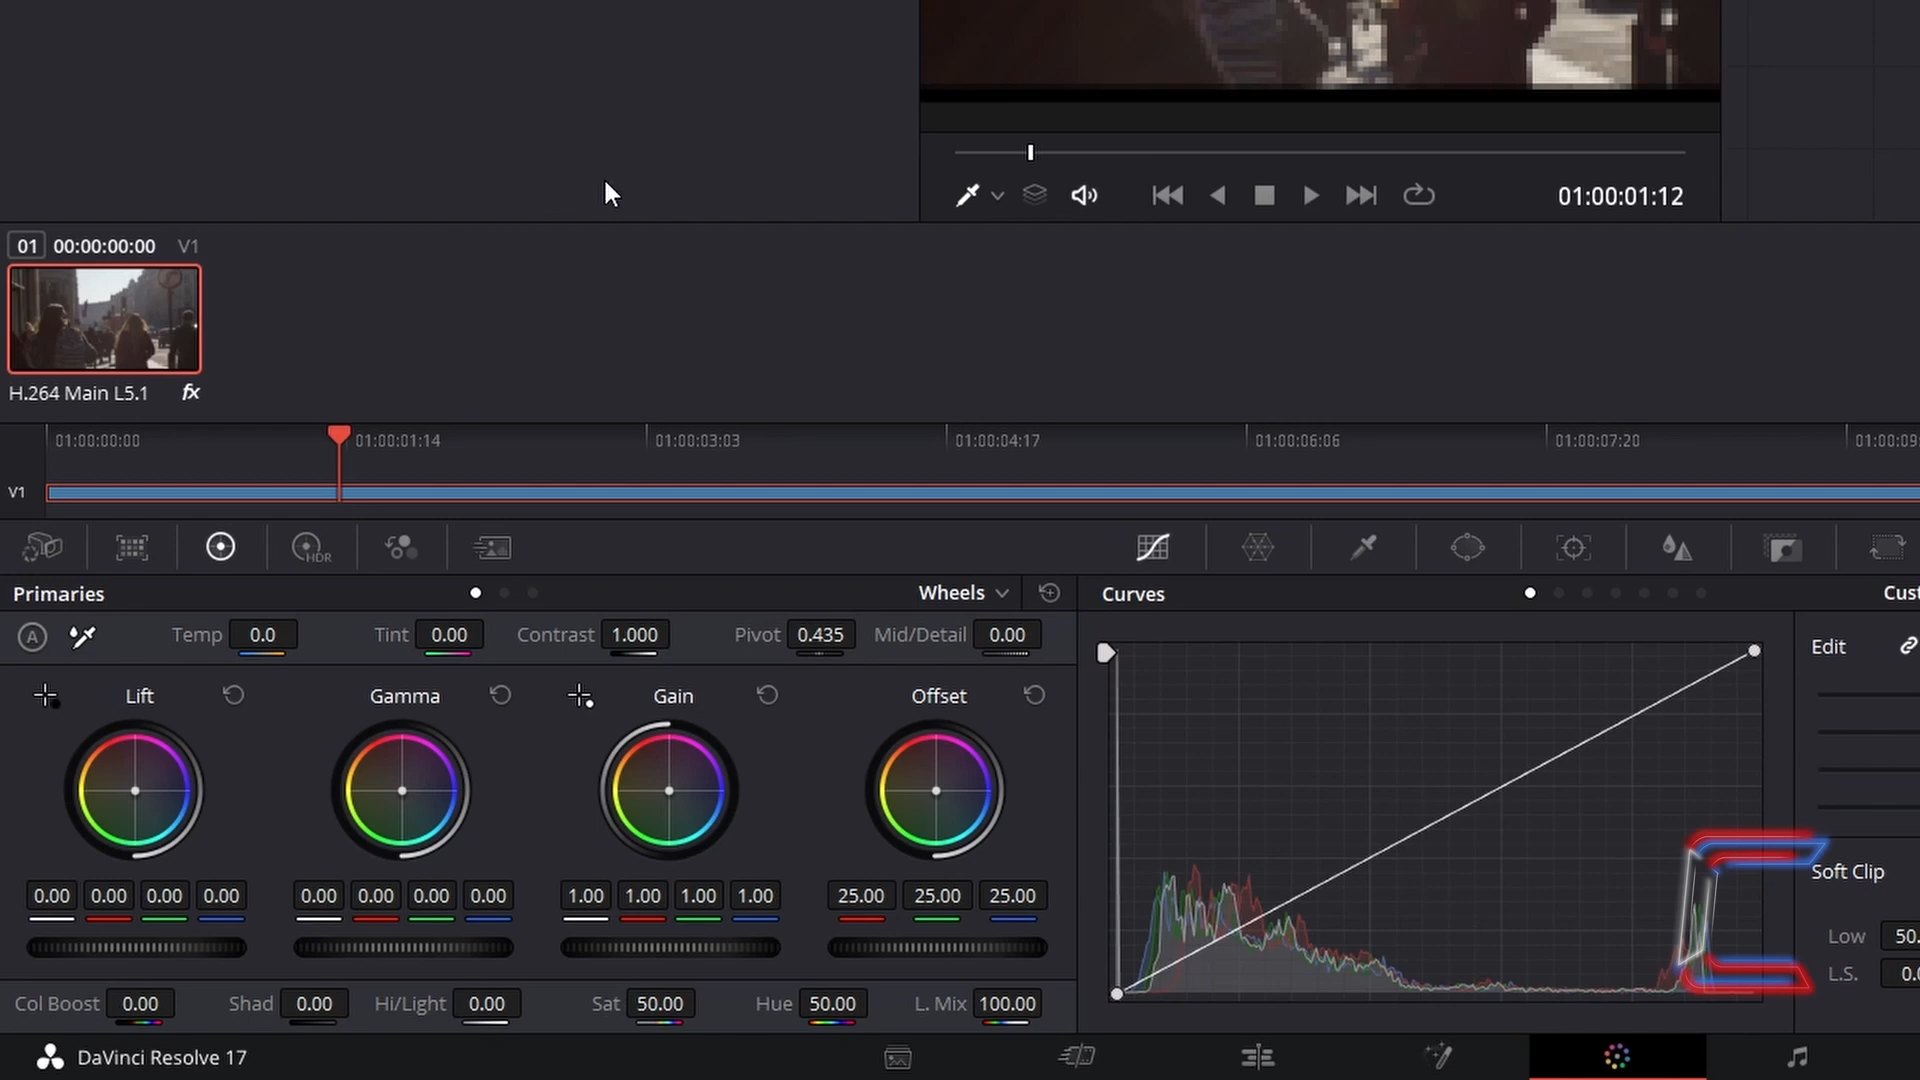 01:00:01:12
01 00:00:00:00 V1
H.264 Main L5.1 fx
01:00:00:00 01:00:01:14 01:00:03:03 01:00:04:17 01:00:06:06 01:00:07:20 01:00:09
V1
HDR
Primaries Wheels Curves Cust
A Temp 0.0 Tint 0.00 Contrast 1.000 Pivot 0.435 Mid/Detail 0.00 Edit
Lift Gamma Gain Offset
Soft Clip
0.00 0.00 0.00 0.00 0.00 0.00 0.00 0.00 1.00 1.00 1.00 1.00 25.00 25.00 25.00
Low 50.
L.S. 0.0
Col Boost 0.00 Shad 0.00 Hi/Light 0.00 Sat 50.00 Hue 50.00 L. Mix 100.00
DaVinci Resolve 17